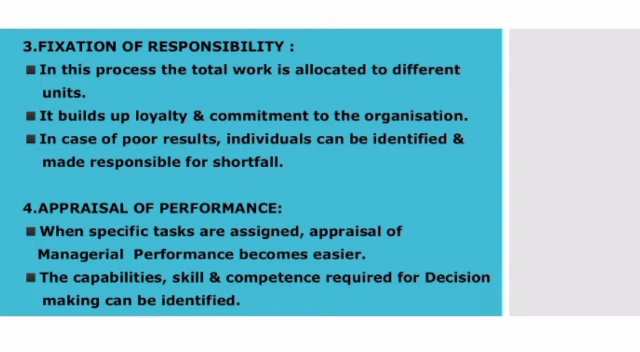 3.FIXATION OF RESPONSIBILITY :
■ In this process the total work is allocated to different
units.
■ It builds up loyalty & commitment to the organisation.
■ In case of poor results, individuals can be identified &
made responsible for shortfall.
4.APPRAISAL OF PERFORMANCE:
■ When specific tasks are assigned, appraisal of
Managerial Performance becomes easier.
■ The capabilities, skill & competence required for Decision
making can be identified.